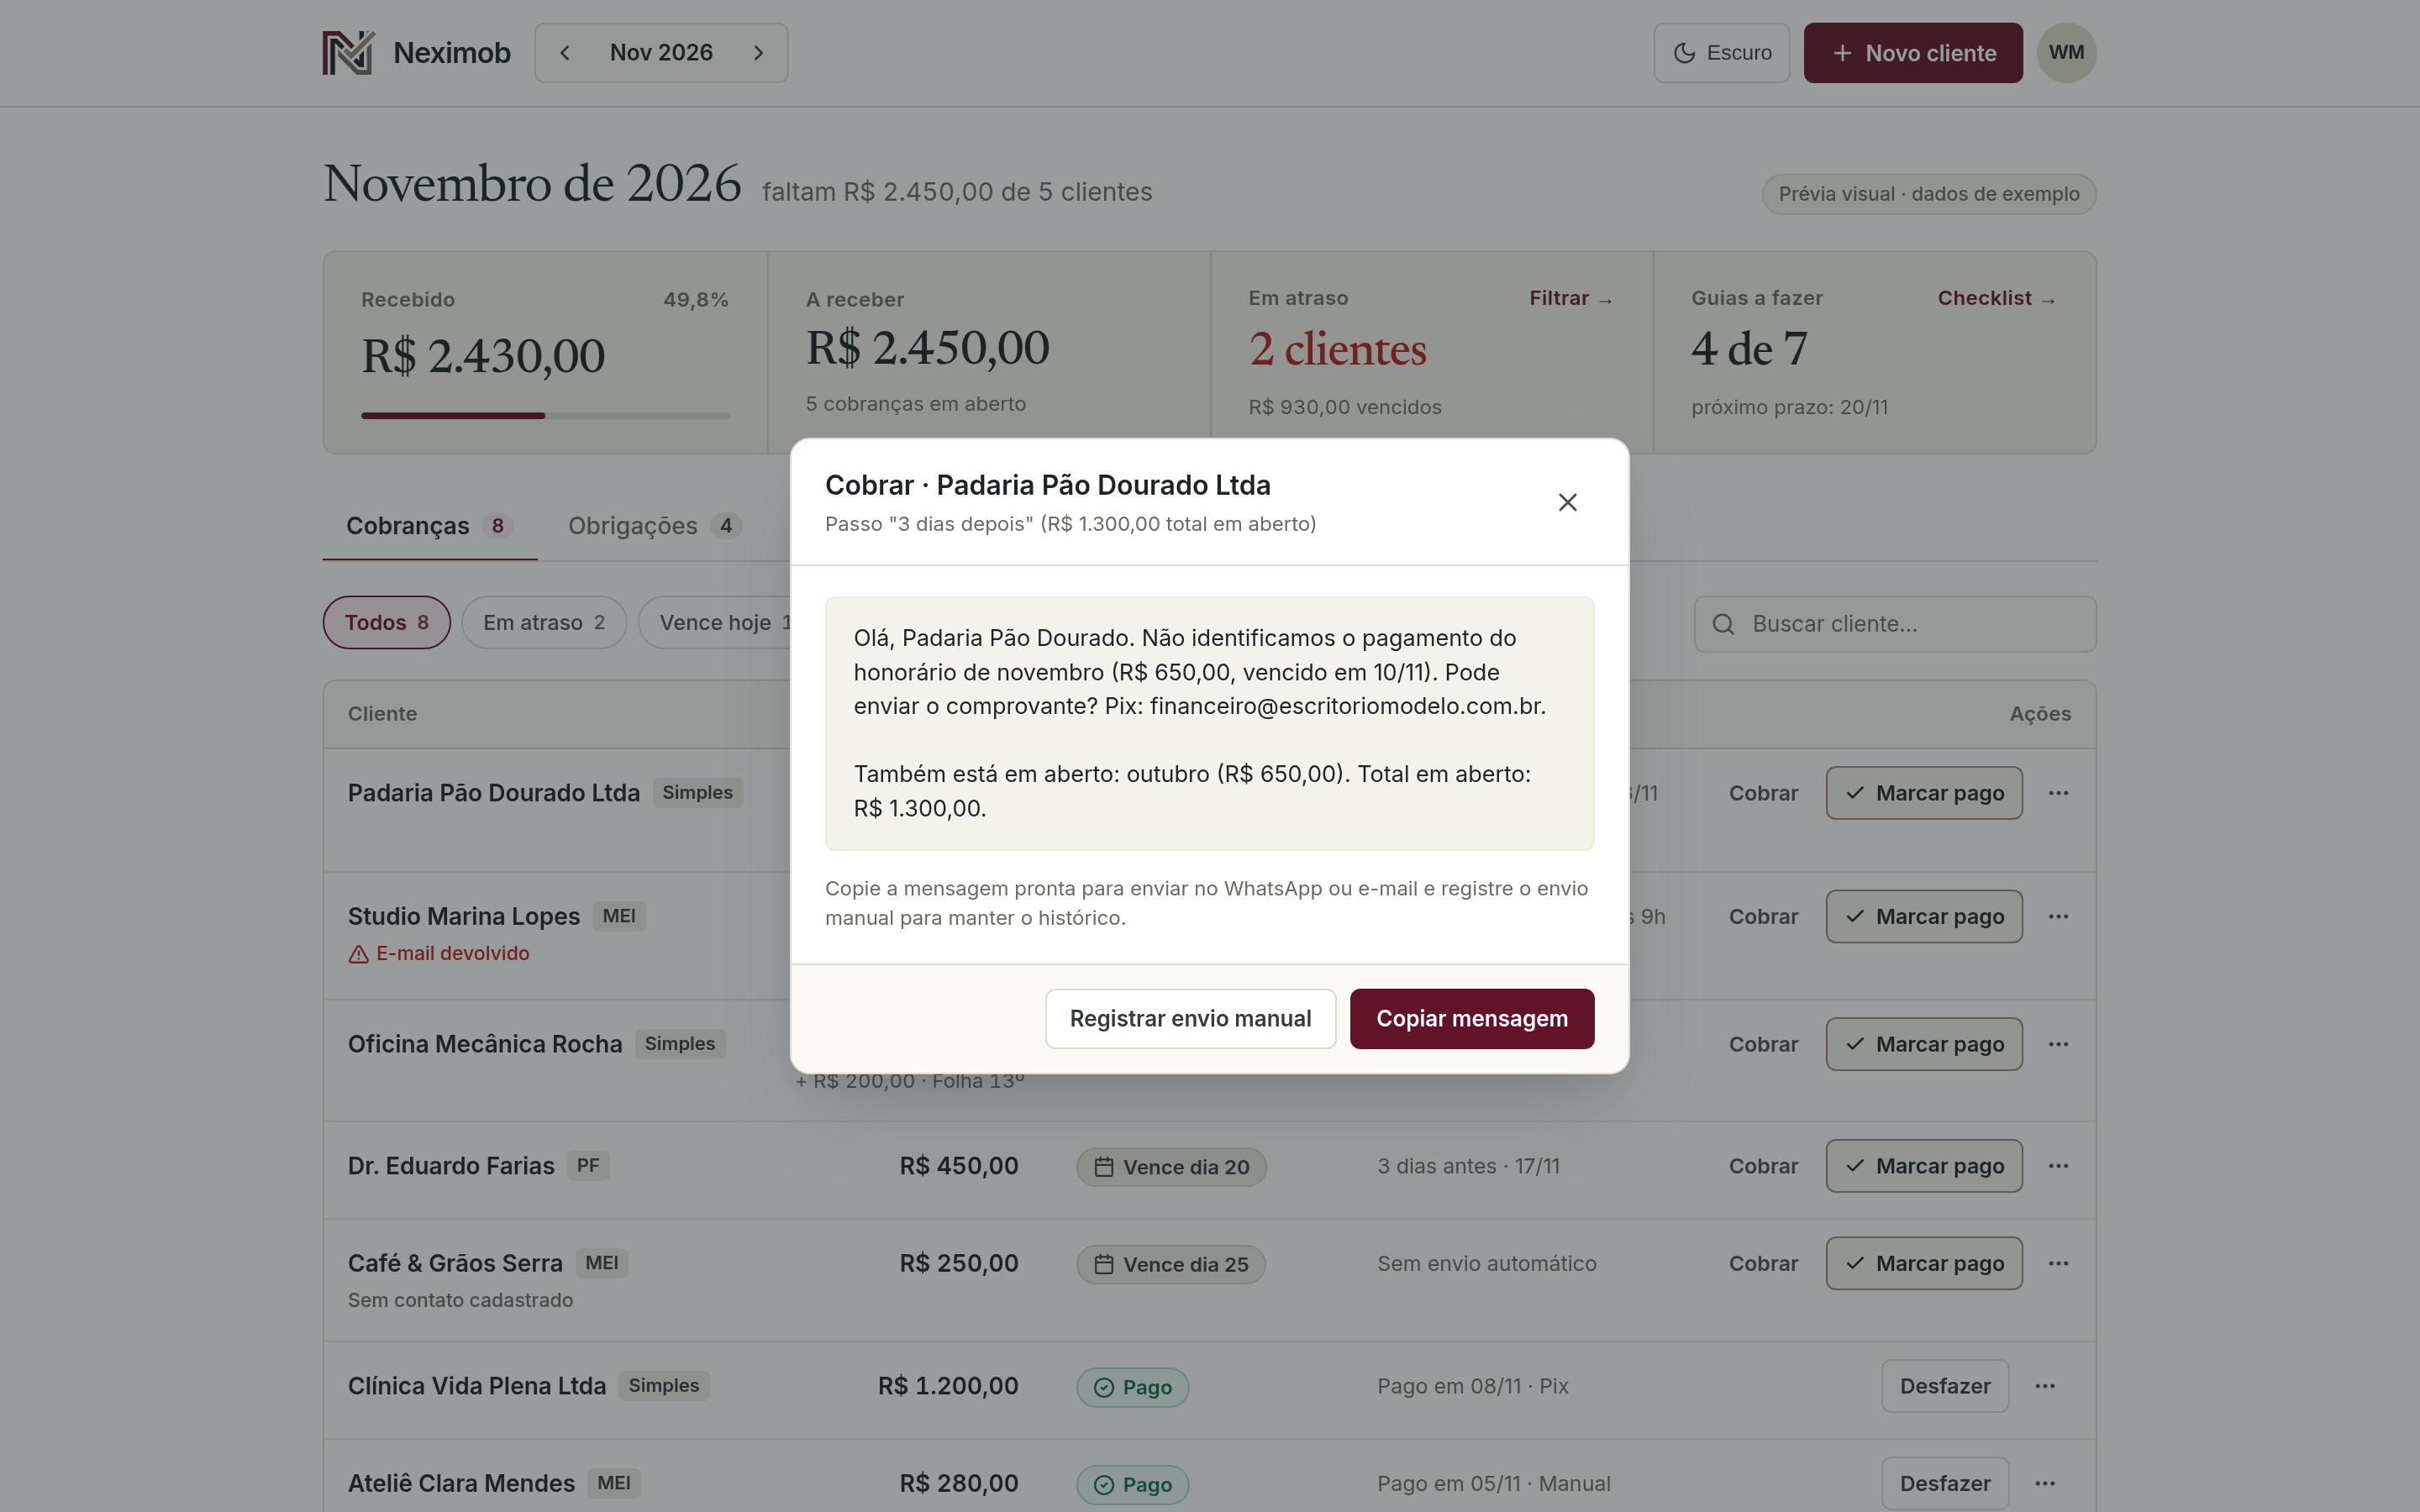 Neximob
Nov 2026
Escuro
Novo cliente
WM
Novembro de 2026
faltam R$ 2.450,00 de 5 clientes
Prévia visual · dados de exemplo
Recebido
49,8%
R$ 2.430,00
A receber
R$ 2.450,00
5 cobranças em aberto
Em atraso
Filtrar →
2 clientes
R$ 930,00 vencidos
Guias a fazer
Checklist →
4 de 7
próximo prazo: 20/11
Cobranças 8
Obrigações 4
Todos 8
Em atraso 2
Vence hoje
Buscar cliente...
Cobrar · Padaria Pão Dourado Ltda
Passo "3 dias depois" (R$ 1.300,00 total em aberto)
Olá, Padaria Pão Dourado. Não identificamos o pagamento do
honorário de novembro (R$ 650,00, vencido em 10/11). Pode
enviar o comprovante? Pix: financeiro@escritoriomodelo.com.br.
Também está em aberto: outubro (R$ 650,00). Total em aberto:
R$ 1.300,00.
Copie a mensagem pronta para enviar no WhatsApp ou e-mail e registre o envio
manual para manter o histórico.
Registrar envio manual
Copiar mensagem
Cliente
Ações
Padaria Pão Dourado Ltda Simples
/11
Cobrar
Marcar pago
Studio Marina Lopes MEI
E-mail devolvido
9h
Cobrar
Marcar pago
Oficina Mecânica Rocha Simples
+ R$ 200,00 · Folha 13º
Cobrar
Marcar pago
Dr. Eduardo Farias PF
R$ 450,00
Vence dia 20
3 dias antes · 17/11
Cobrar
Marcar pago
Café & Grãos Serra MEI
Sem contato cadastrado
R$ 250,00
Vence dia 25
Sem envio automático
Cobrar
Marcar pago
Clínica Vida Plena Ltda Simples
R$ 1.200,00
Pago
Pago em 08/11 · Pix
Desfazer
Ateliê Clara Mendes MEI
R$ 280,00
Pago
Pago em 05/11 · Manual
Desfazer